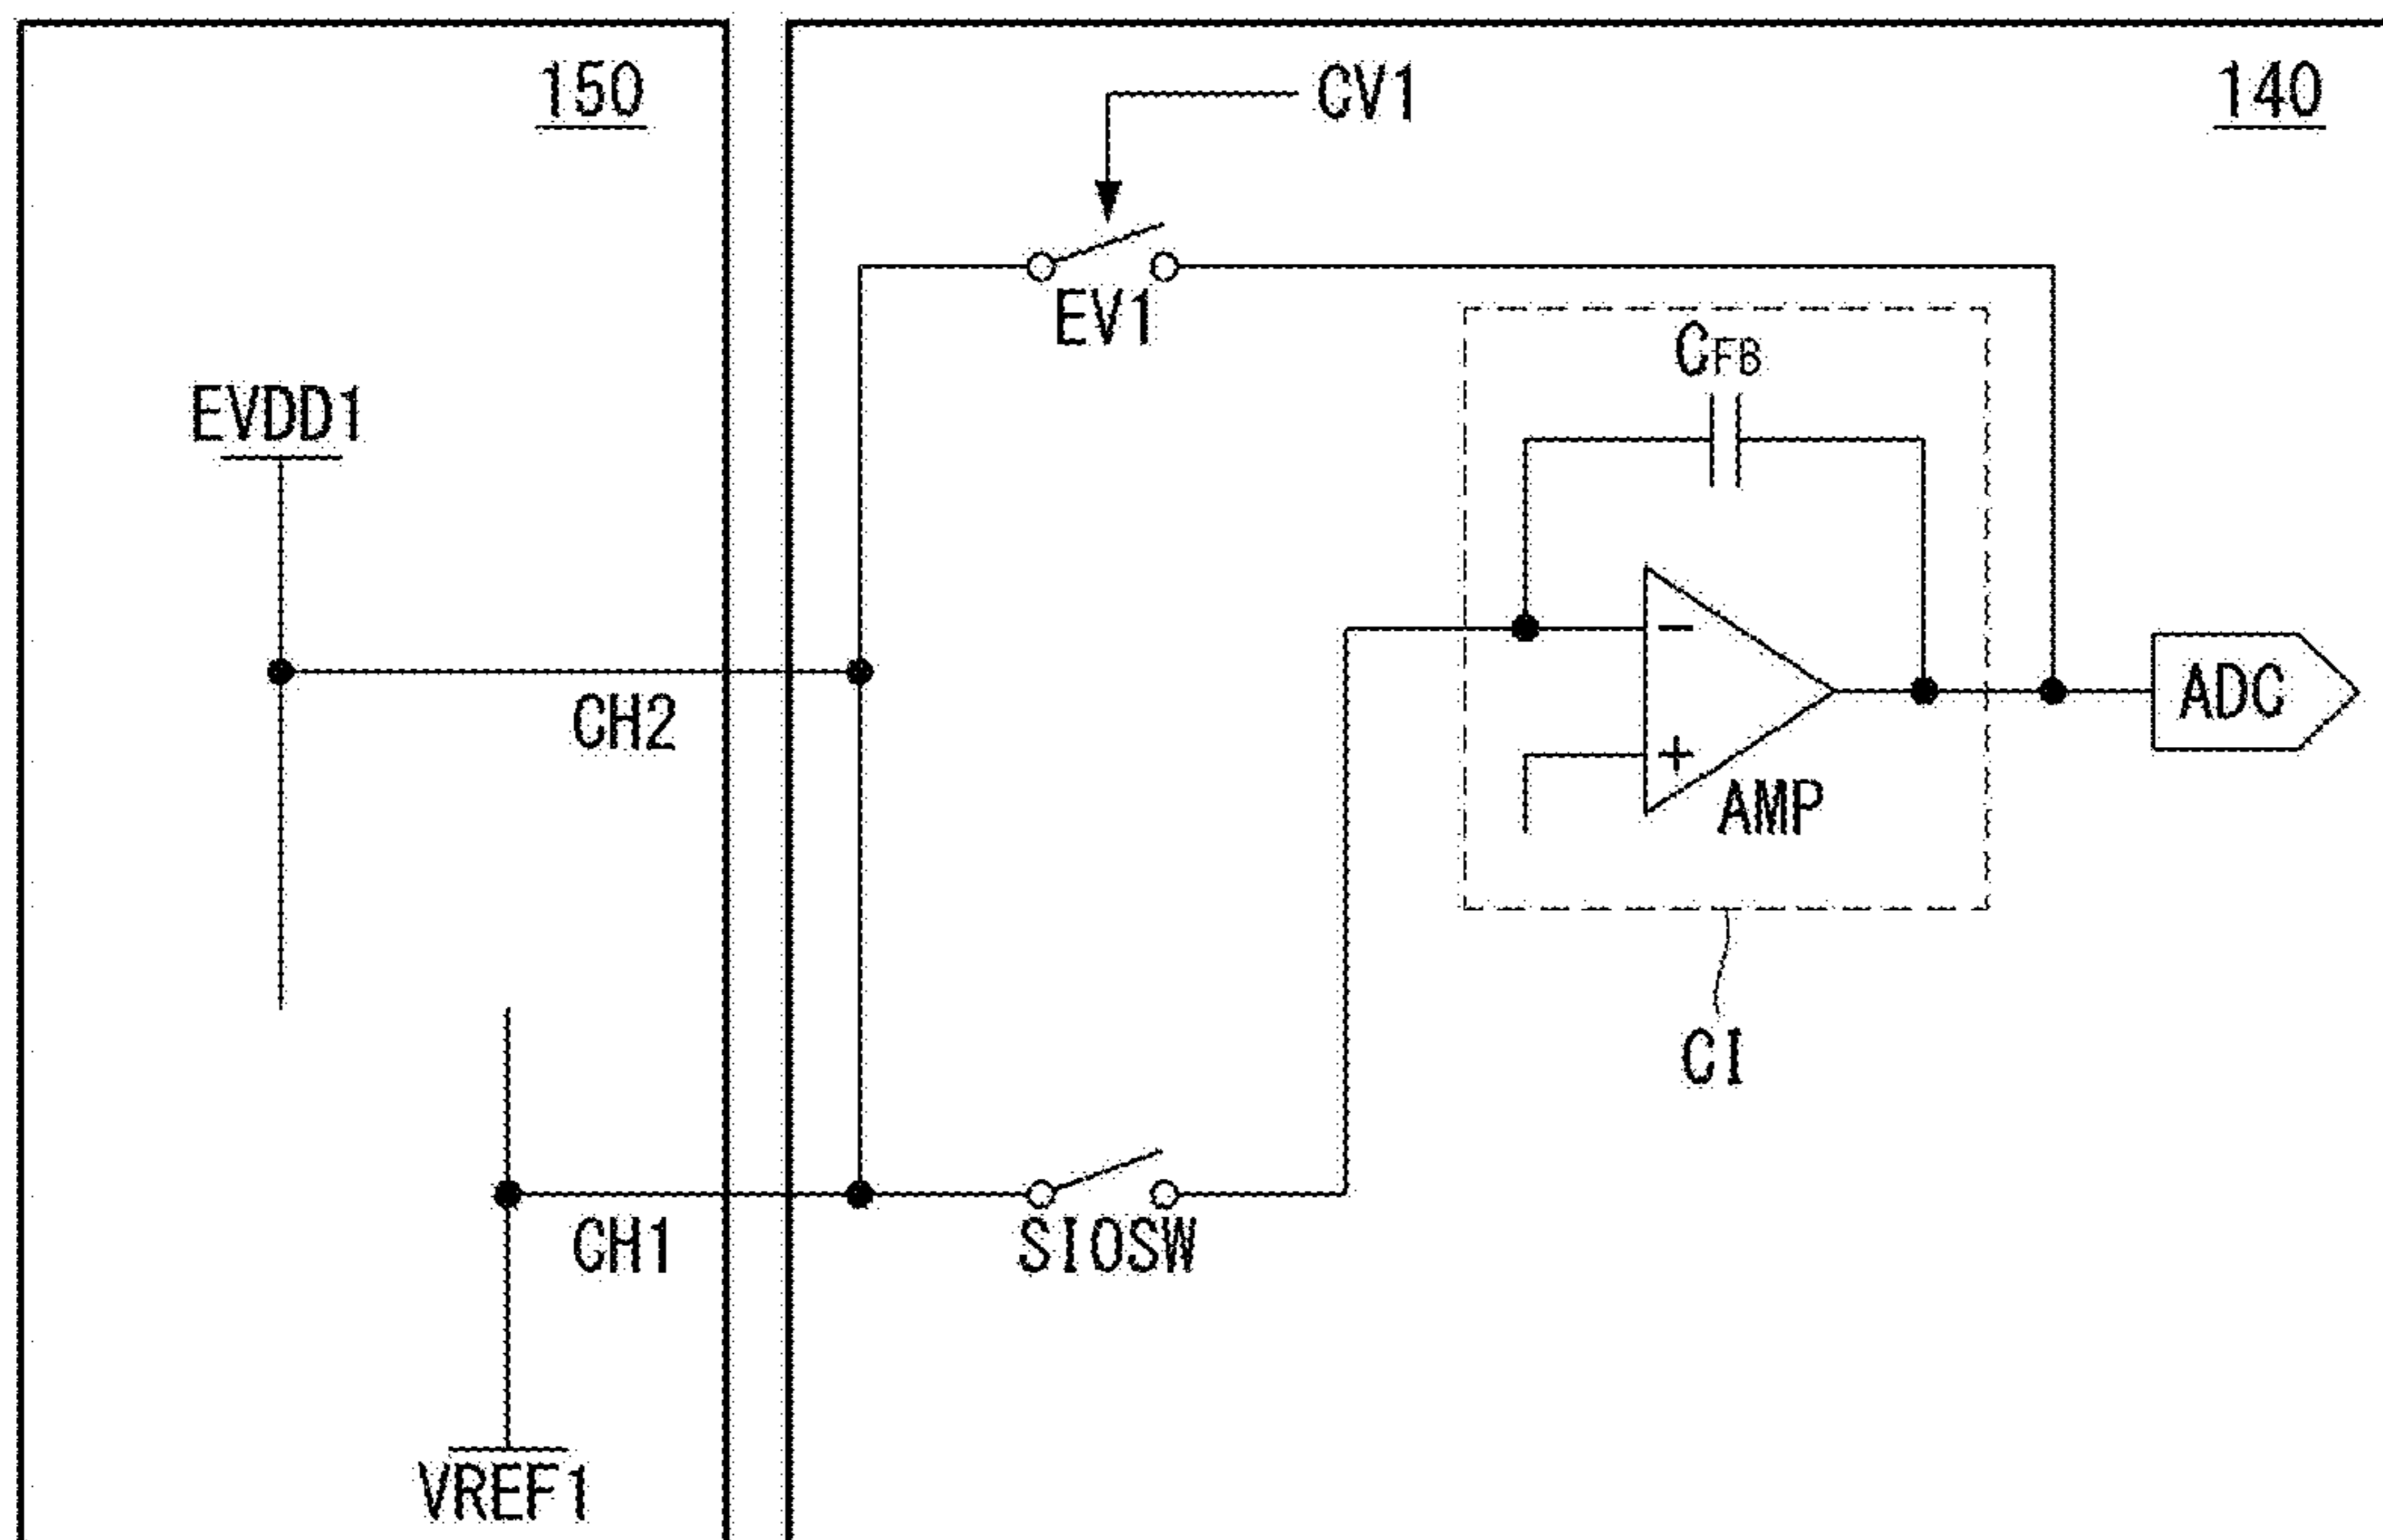 150
140
CV1
EV1
CFB
EVDD1
CH2
ADC
- 
+
AMP
CI
CH1
SIOSW
VREF1